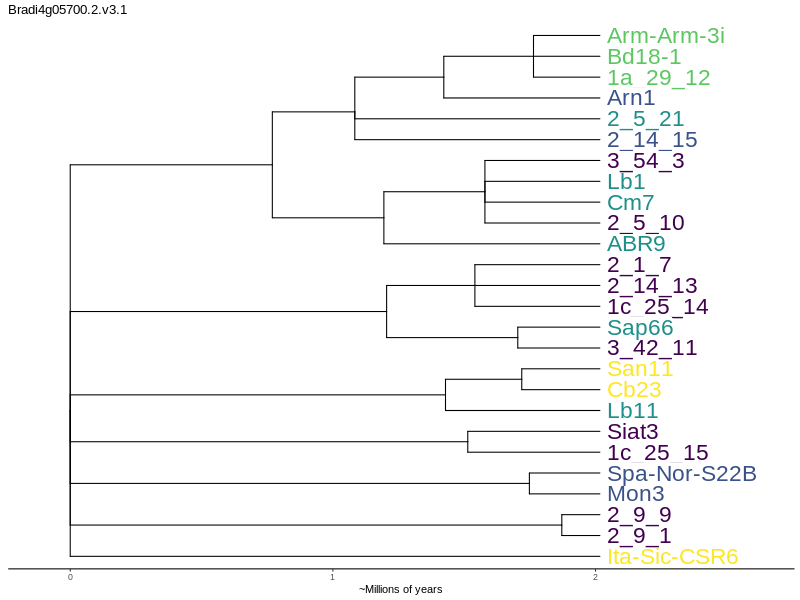 Bradi4g05700.2.v3.1
Arm-Arm-3i
Bd18-1
1a_29_12
Arn1
2_5_21
2_14_15
3_54_3
Lb1
Cm7
2_5_10
ABR9
2_1_7
2_14_13
1c_25_14
Sap66
3_42_11
San11
Cb23
Lb11
Siat3
1c_25_15
Spa-Nor-S22B
Mon3
2_9_9
2_9_1
Ita-Sic-CSR6
0 1 2
~Millions of years